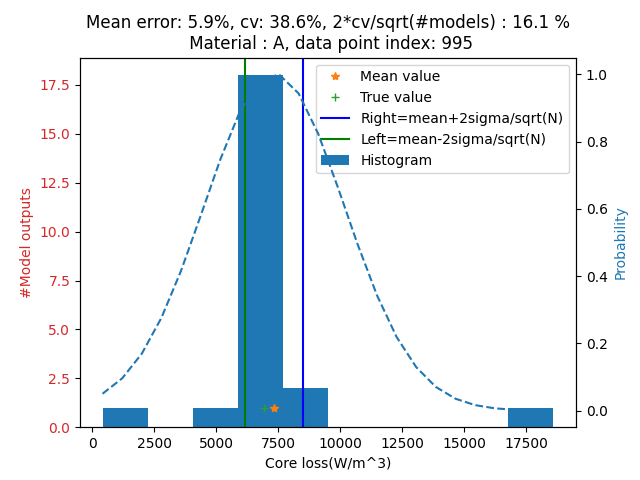 Mean error: 5.9%, cv: 38.6%, 2*cv/sqrt(#models) : 16.1 %
Material : A, data point index: 995
Mean value
True value
Right=mean+2sigma/sqrt(N)
Left=mean-2sigma/sqrt(N)
Histogram
#Model outputs
17.5
15.0
12.5
10.0
7.5
5.0
2.5
0.0
1.0
0.8
0.6
0.4
0.2
0.0
Probability
0 2500 5000 7500 10000 12500 15000 17500
Core loss(W/m^3)